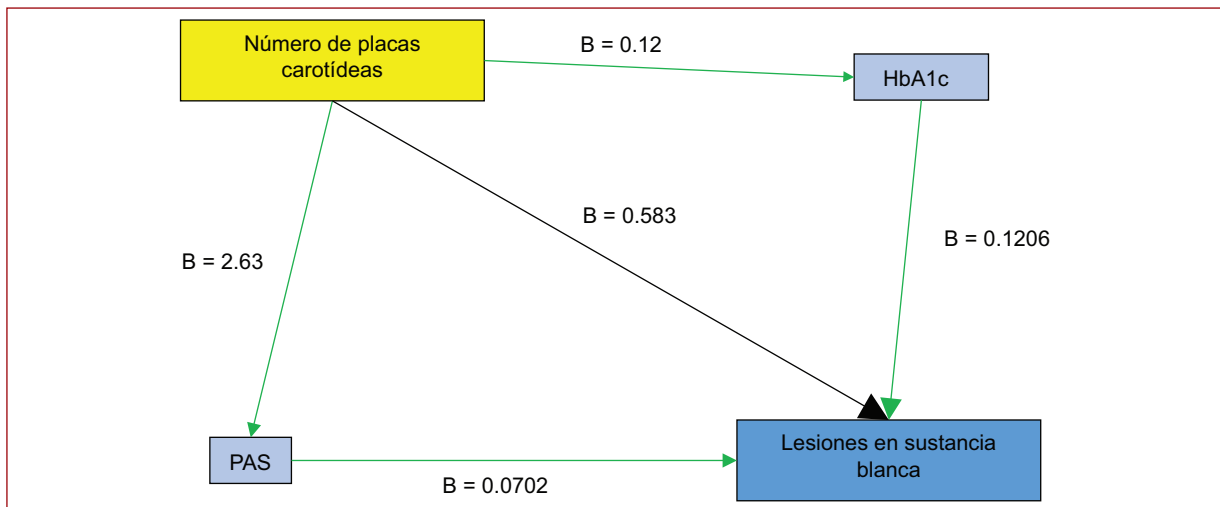 Número de placas
carotídeas
B = 0.12
HbA1c
B = 0.583
B = 0.1206
B = 2.63
PAS
B = 0.0702
Lesiones en sustancia
blanca